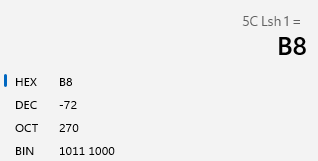 5C Lsh 1 =
B8
HEX B8
DEC -72
OCT 270
BIN 1011 1000